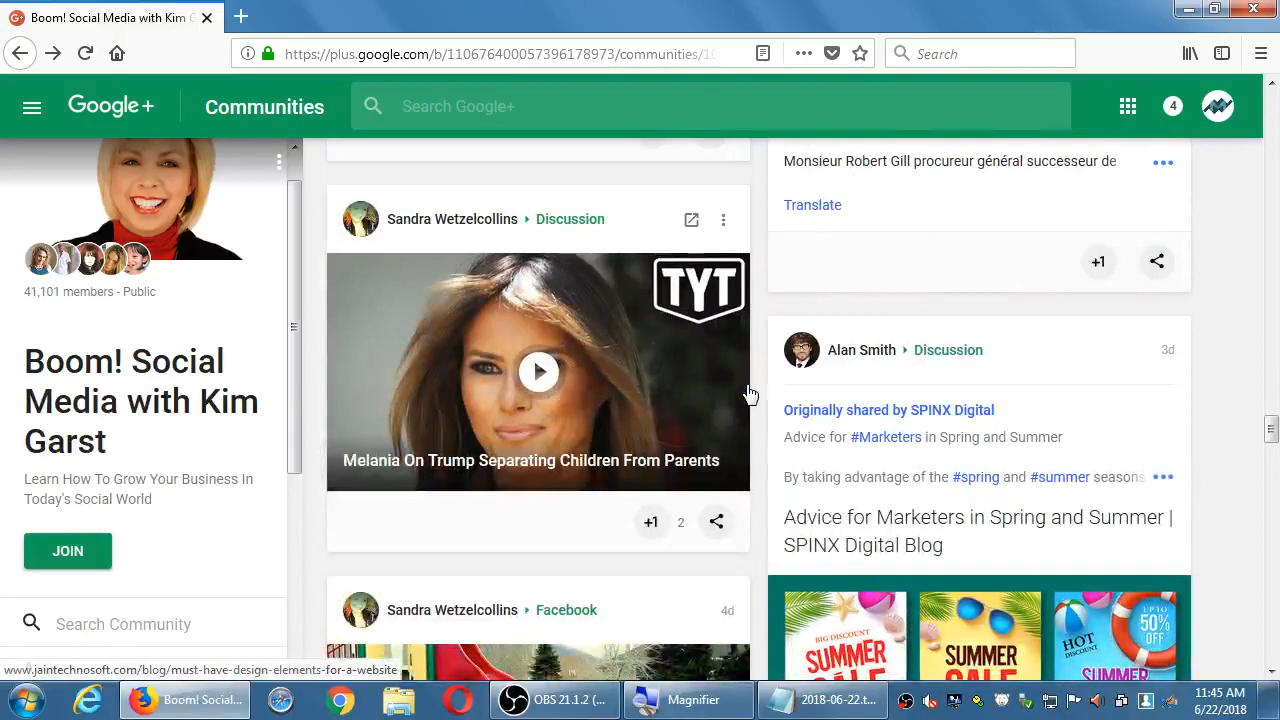 Boom! Social Media with Kim G
https://plus.google.com/b/110676400057396178973/communities/10
Search
Google+
Communities
Search Google+
4
41,101 members - Public
Boom! Social
Media with Kim
Garst
Learn How To Grow Your Business In
Today's Social World
JOIN
Search Community
Sandra Wetzelcollins
Discussion
TYT
Melania On Trump Separating Children From Parents
+1
2
Sandra Wetzelcollins
Facebook
4d
Monsieur Robert Gill procureur général successeur de
Translate
+1
Alan Smith
Discussion
3d
Originally shared by SPINX Digital
Advice for #Marketers in Spring and Summer
By taking advantage of the #spring and #summer seasons
Advice for Marketers in Spring and Summer |
SPINX Digital Blog
BIG DISCOUNT
SUMMER
SALE
SUMMER
SALE
HOT
DISCOUNT
UP TO
50%
OFF
SUMMER
www.jaintechnosoft.com/blog/must-have-design-elements-for-a-website
Boom! Social...
OBS 21.1.2 (...
Magnifier
2018-06-22.t...
11:45 AM
6/22/2018